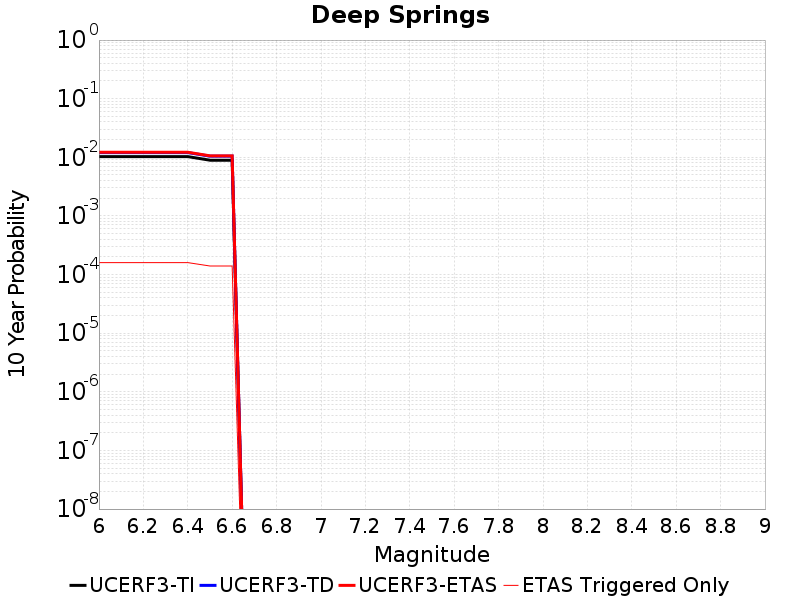 Deep Springs
10^0
10^-1
10^-2
10^-3
10^-4
10^-5
10^-6
10^-7
10^-8
10 Year Probability
6 6.2 6.4 6.6 6.8 7 7.2 7.4 7.6 7.8 8 8.2 8.4 8.6 8.8 9
Magnitude
UCERF3-TI UCERF3-TD UCERF3-ETAS ETAS Triggered Only